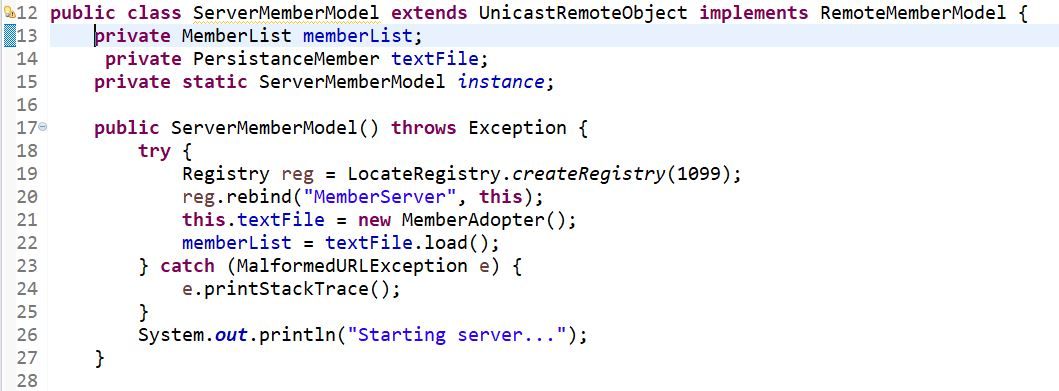 12 public class ServerMemberModel extends UnicastRemoteObject implements RemoteMemberModel {
13     private MemberList memberList;
14      private PersistanceMember textFile;
15     private static ServerMemberModel instance;
16
17     public ServerMemberModel() throws Exception {
18         try {
19             Registry reg = LocateRegistry.createRegistry(1099);
20             reg.rebind("MemberServer", this);
21             this.textFile = new MemberAdopter();
22             memberList = textFile.load();
23         } catch (MalformedURLException e) {
24             e.printStackTrace();
25         }
26         System.out.println("Starting server...");
27     }
28